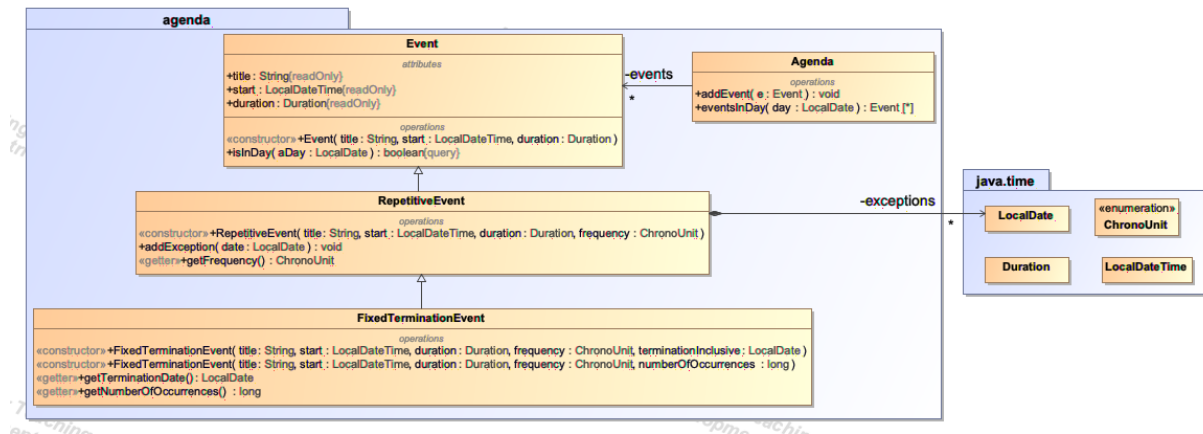 agenda
Event
attributes
+title : String{readOnly}
+start : LocalDateTime{readOnly}
+duration : Duration{readOnly}
operations
«constructor» +Event( title : String, start : LocalDateTime, duration : Duration )
+isInDay( aDay : LocalDate ) : boolean{query}
-events
*
Agenda
operations
+addEvent( e : Event ) : void
+eventsInDay( day : LocalDate ) : Event [*]
RepetitiveEvent
operations
«constructor» +RepetitiveEvent( title : String, start : LocalDateTime, duration : Duration, frequency : ChronoUnit )
+addException( date : LocalDate ) : void
«getter»+getFrequency() : ChronoUnit
-exceptions
*
java.time
LocalDate
«enumeration»
ChronoUnit
Duration
LocalDateTime
FixedTerminationEvent
operations
«constructor»+FixedTerminationEvent( title : String, start : LocalDateTime, duration : Duration, frequency : ChronoUnit, terminationInclusive : LocalDate )
«constructor»+FixedTerminationEvent( title : String, start : LocalDateTime, duration : Duration, frequency : ChronoUnit, numberOfOccurrences : long )
«getter»+getTerminationDate() : LocalDate
«getter»+getNumberOfOccurrences() : long